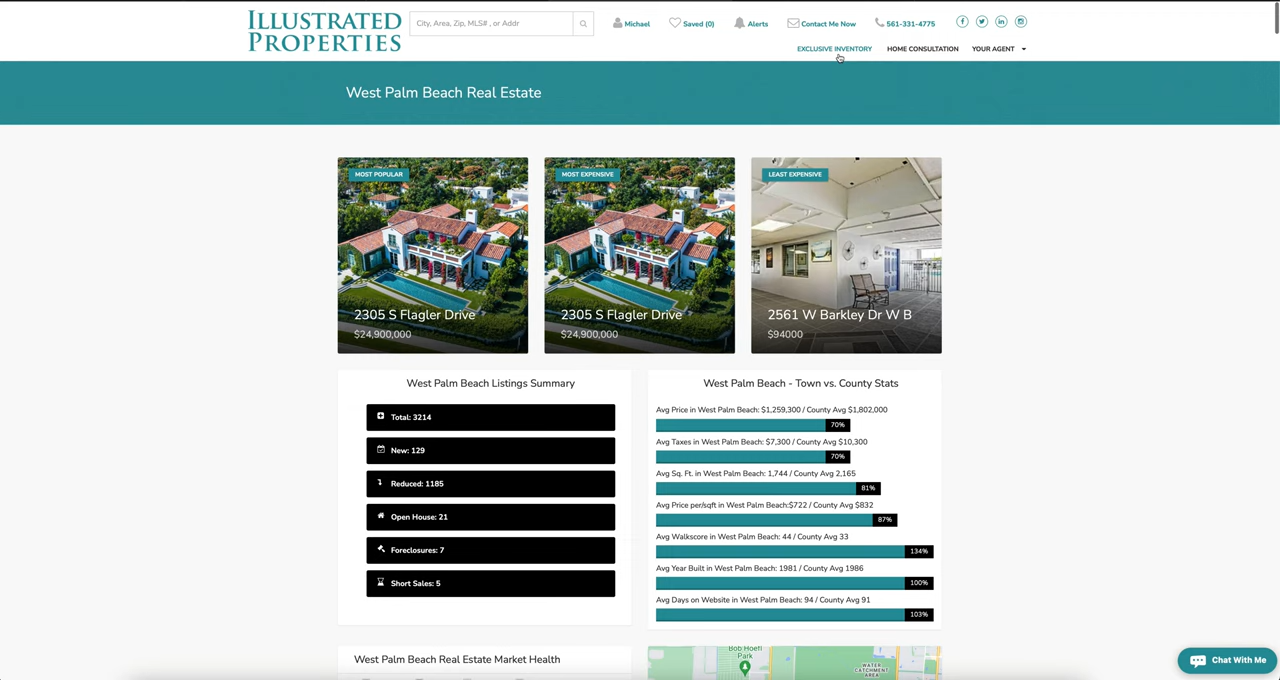 ILLUSTRATED
PROPERTIES
City, Area, Zip, MLS# , or Addr
Michael
Saved (0)
Alerts
Contact Me Now
561-331-4775
EXCLUSIVE INVENTORY
HOME CONSULTATION
YOUR AGENT
West Palm Beach Real Estate
MOST POPULAR
2305 S Flagler Drive
$24,900,000
MOST EXPENSIVE
2305 S Flagler Drive
$24,900,000
LEAST EXPENSIVE
2561 W Barkley Dr W B
$94000
West Palm Beach Listings Summary
Total: 3214
New: 129
Reduced: 1185
Open House: 21
Foreclosures: 7
Short Sales: 5
West Palm Beach - Town vs. County Stats
Avg Price in West Palm Beach: $1,259,300 / County Avg $1,802,000
70%
Avg Taxes in West Palm Beach: $7,300 / County Avg $10,300
70%
Avg Sq. Ft. in West Palm Beach: 1,744 / County Avg 2,165
81%
Avg Price per/sqft in West Palm Beach:$722 / County Avg $832
87%
Avg Walkscore in West Palm Beach: 44 / County Avg 33
134%
Avg Year Built in West Palm Beach: 1981 / County Avg 1986
100%
Avg Days on Website in West Palm Beach: 94 / County Avg 91
103%
West Palm Beach Real Estate Market Health
Bob Hoefl
Park
WATER
CATCHMENT
AREA
Chat With Me